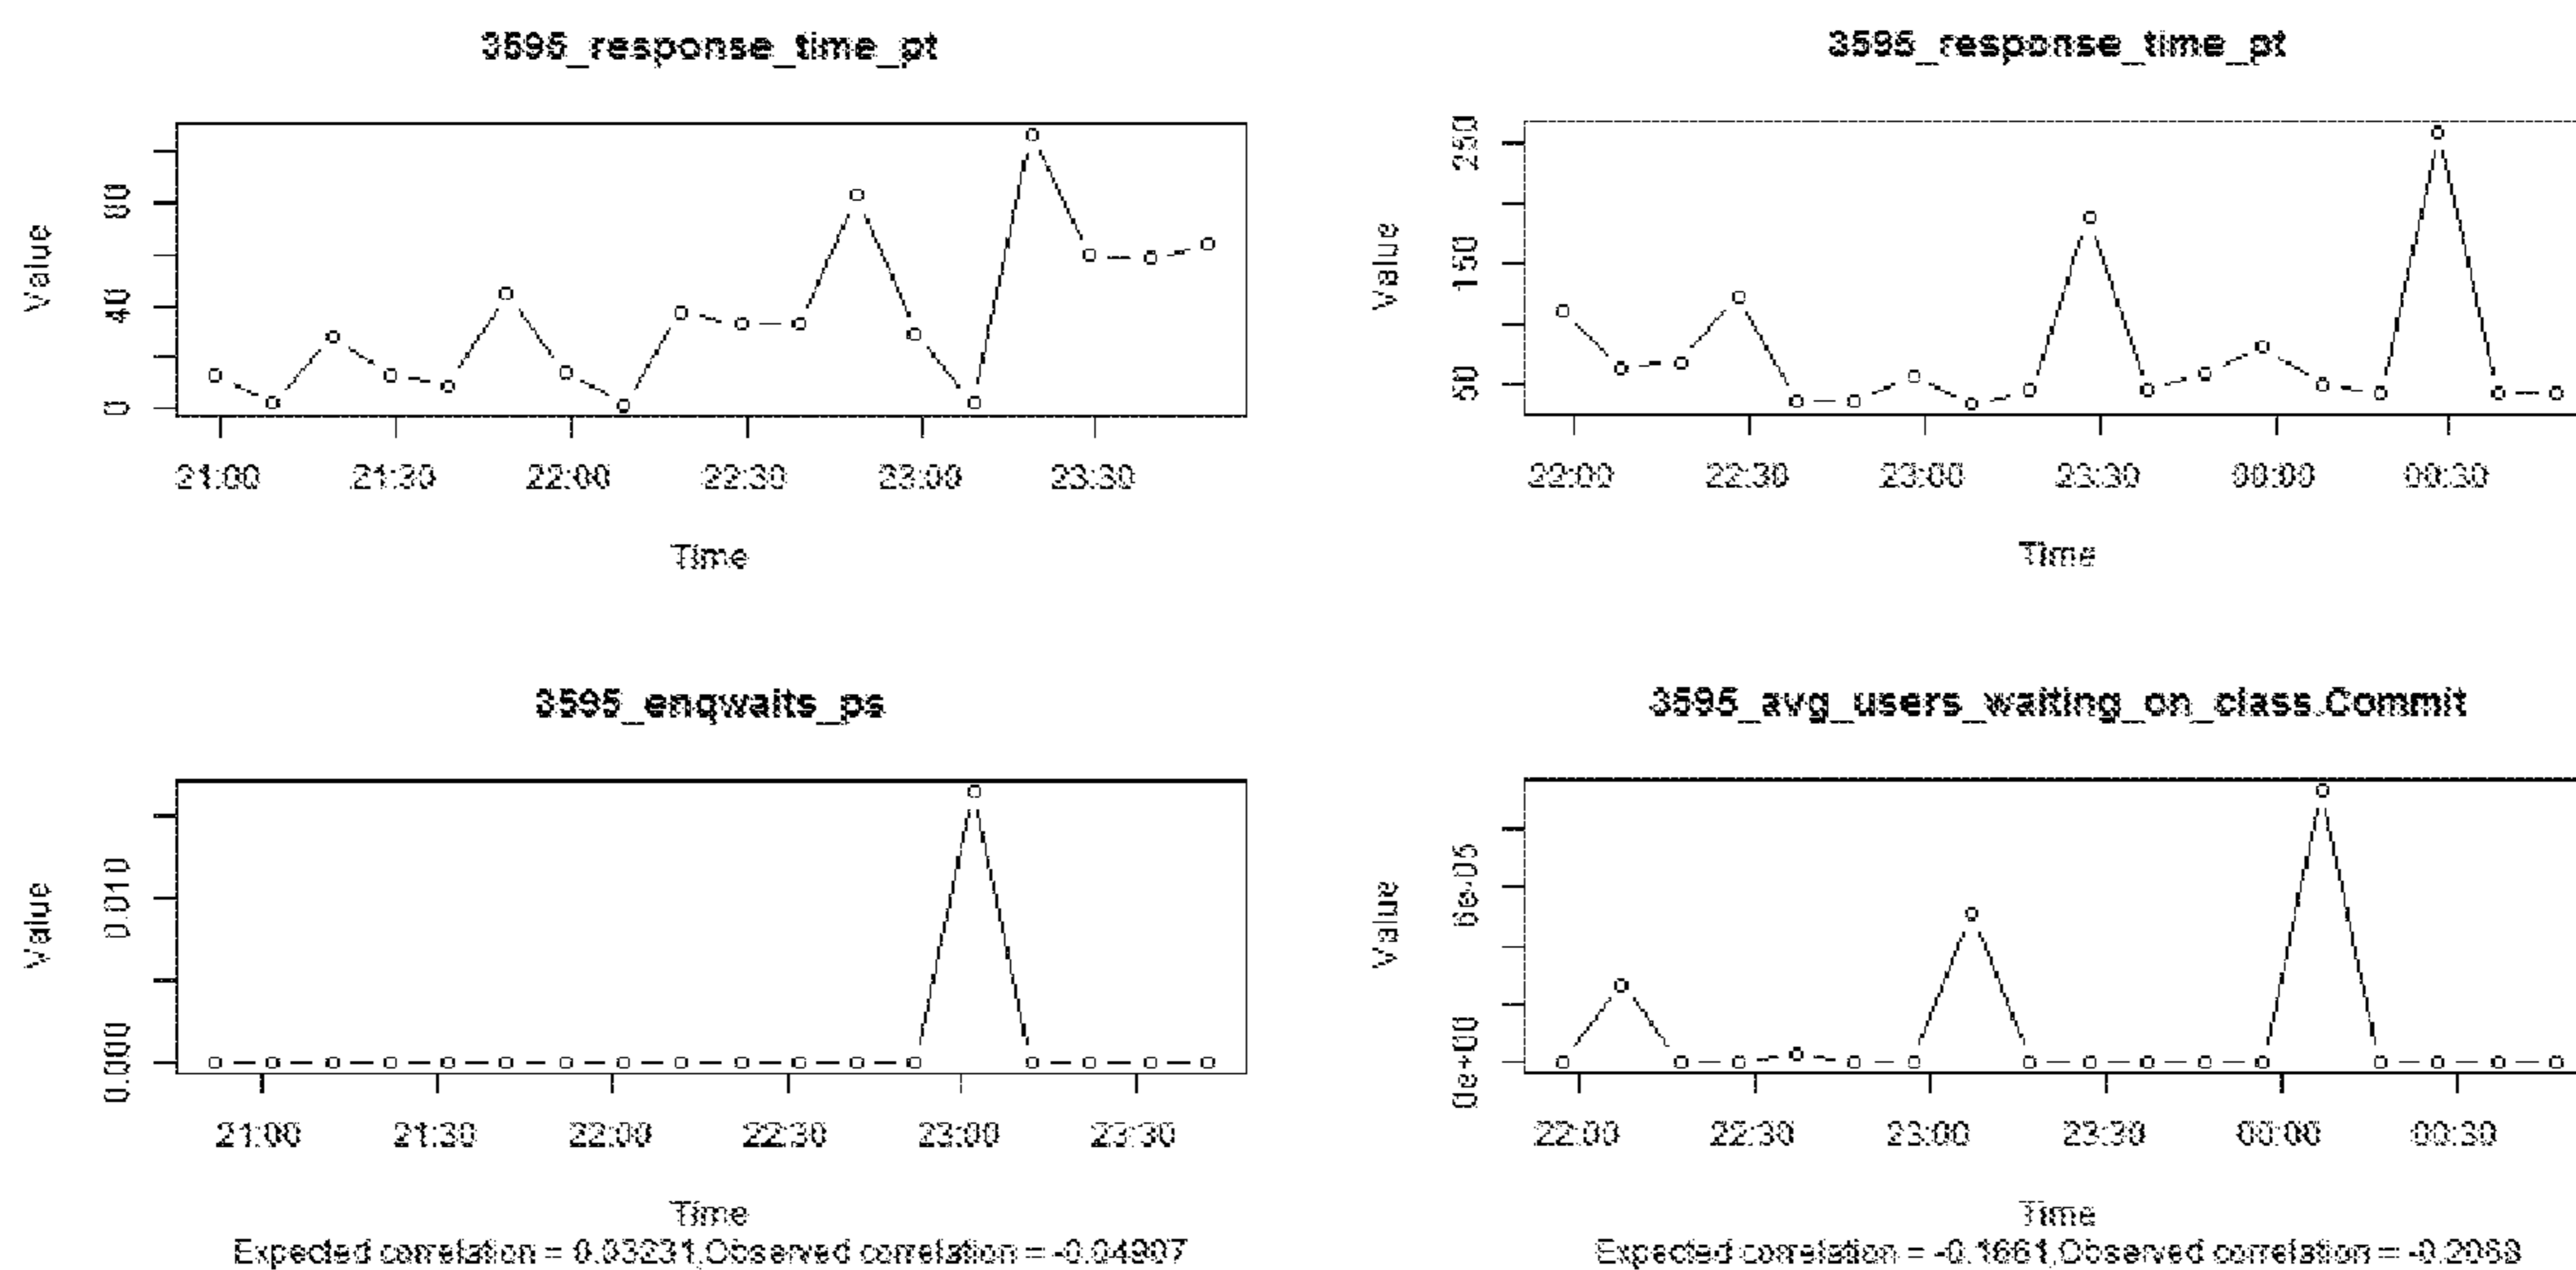 3595_response_time_pt
Value
80
40
0
21:00 21:30 22:00 22:30 23:00 23:30
Time
3595_response_time_pt
Value
250
150
50
22:00 22:30 23:00 23:30 00:00 00:30
Time
3595_enqwaits_ps
Value
0.010
0.000
21:00 21:30 22:00 22:30 23:00 23:30
Time
Expected correlation = 0.03231,Observed correlation = -0.04907
3595_avg_users_waiting_on_class.Commit
Value
6e-05
0e+00
22:00 22:30 23:00 23:30 00:00 00:30
Time
Expected correlation = -0.1661,Observed correlation = -0.2068